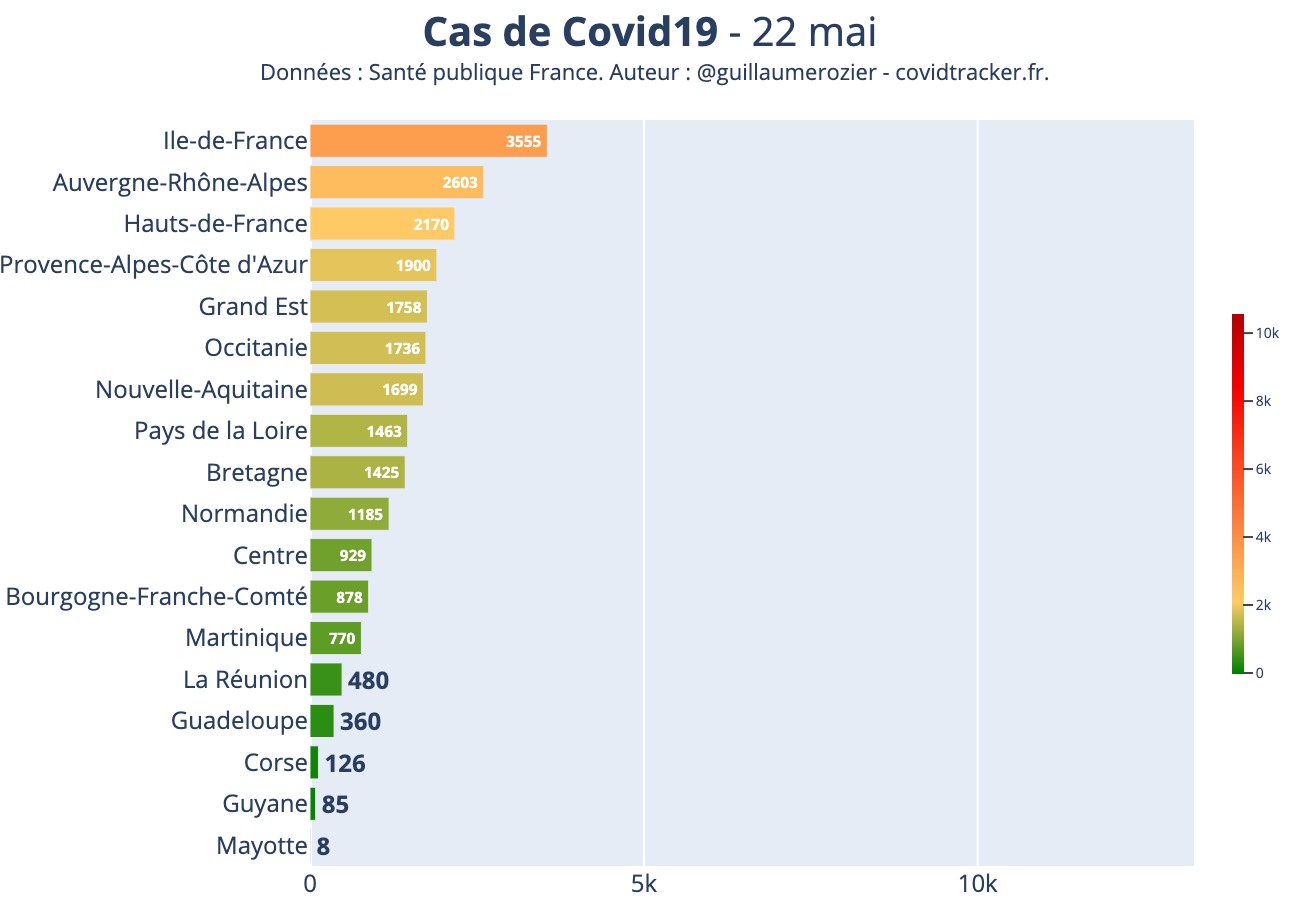 Cas de Covid19 - 22 mai
Données : Santé publique France. Auteur : @guillaumerozier - covidtracker.fr.
Ile-de-France 3555
Auvergne-Rhône-Alpes 2603
Hauts-de-France 2170
Provence-Alpes-Côte d'Azur 1900
Grand Est 1758
Occitanie 1736
Nouvelle-Aquitaine 1699
Pays de la Loire 1463
Bretagne 1425
Normandie 1185
Centre 929
Bourgogne-Franche-Comté 878
Martinique 770
La Réunion 480
Guadeloupe 360
Corse 126
Guyane 85
Mayotte 8
0 5k 10k
10k
8k
6k
4k
2k
0